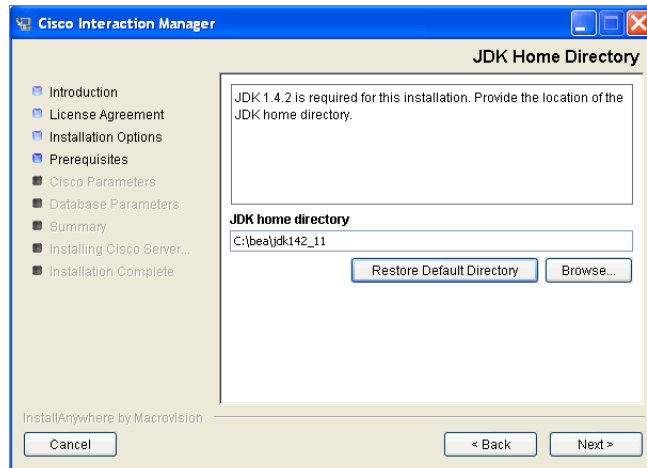 Cisco Interaction Manager
JDK Home Directory
Introduction
License Agreement
Installation Options
Prerequisites
Cisco Parameters
Database Parameters
Summary
Installing Cisco Server...
Installation Complete
JDK 1.4.2 is required for this installation. Provide the location of the
JDK home directory.
JDK home directory
C:\bea\jdk142_11
Restore Default Directory
Browse...
InstallAnywhere by Macrovision
Cancel
< Back
Next >